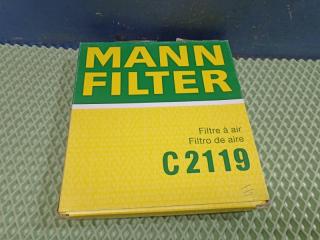 MANN
FILTER
Filtre à air
Filtro de aire
C 2119